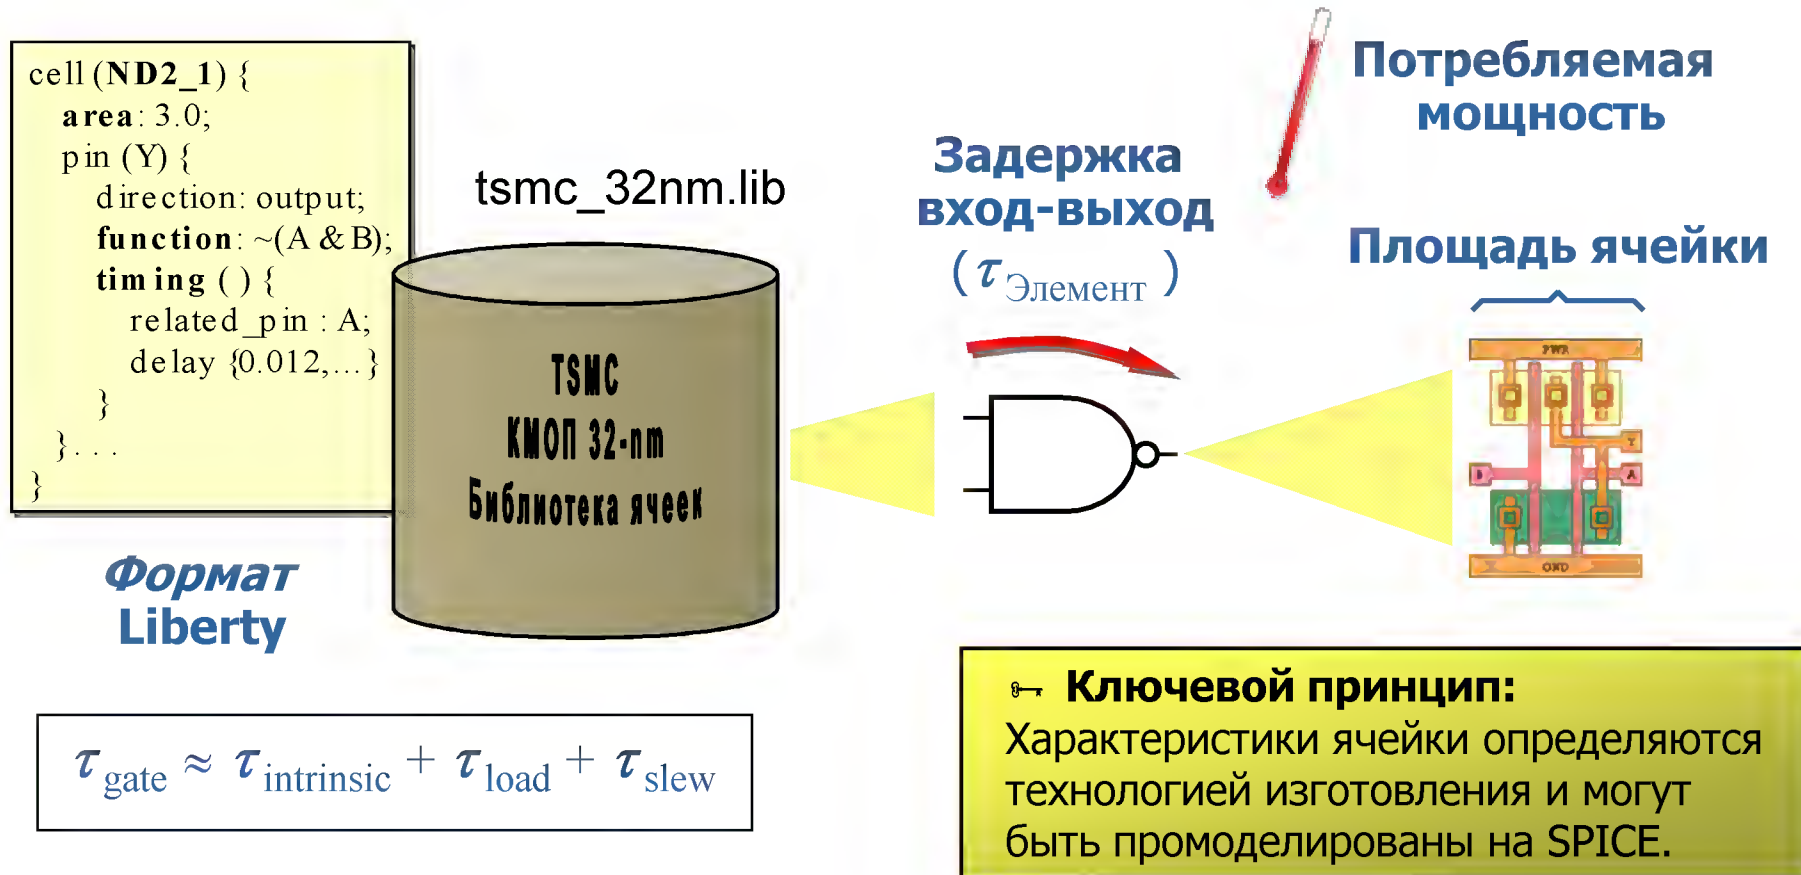 cell (ND2_1) {
area: 3.0;
pin (Y) {
direction: output;
function: ~(A & B);
timing ( ) {
related_pin : A;
delay {0.012,...}
}
}...
}
Формат
Liberty
tsmc_32nm.lib
TSMC
КМОП 32-nm
Библиотека ячеек
τgate ≈ τintrinsic + τload + τslew
Задержка
вход-выход
(τЭлемент)
Потребляемая
мощность
Площадь ячейки
PWR
Y
B
A
GND
Ключевой принцип:
Характеристики ячейки определяются
технологией изготовления и могут
быть промоделированы на SPICE.